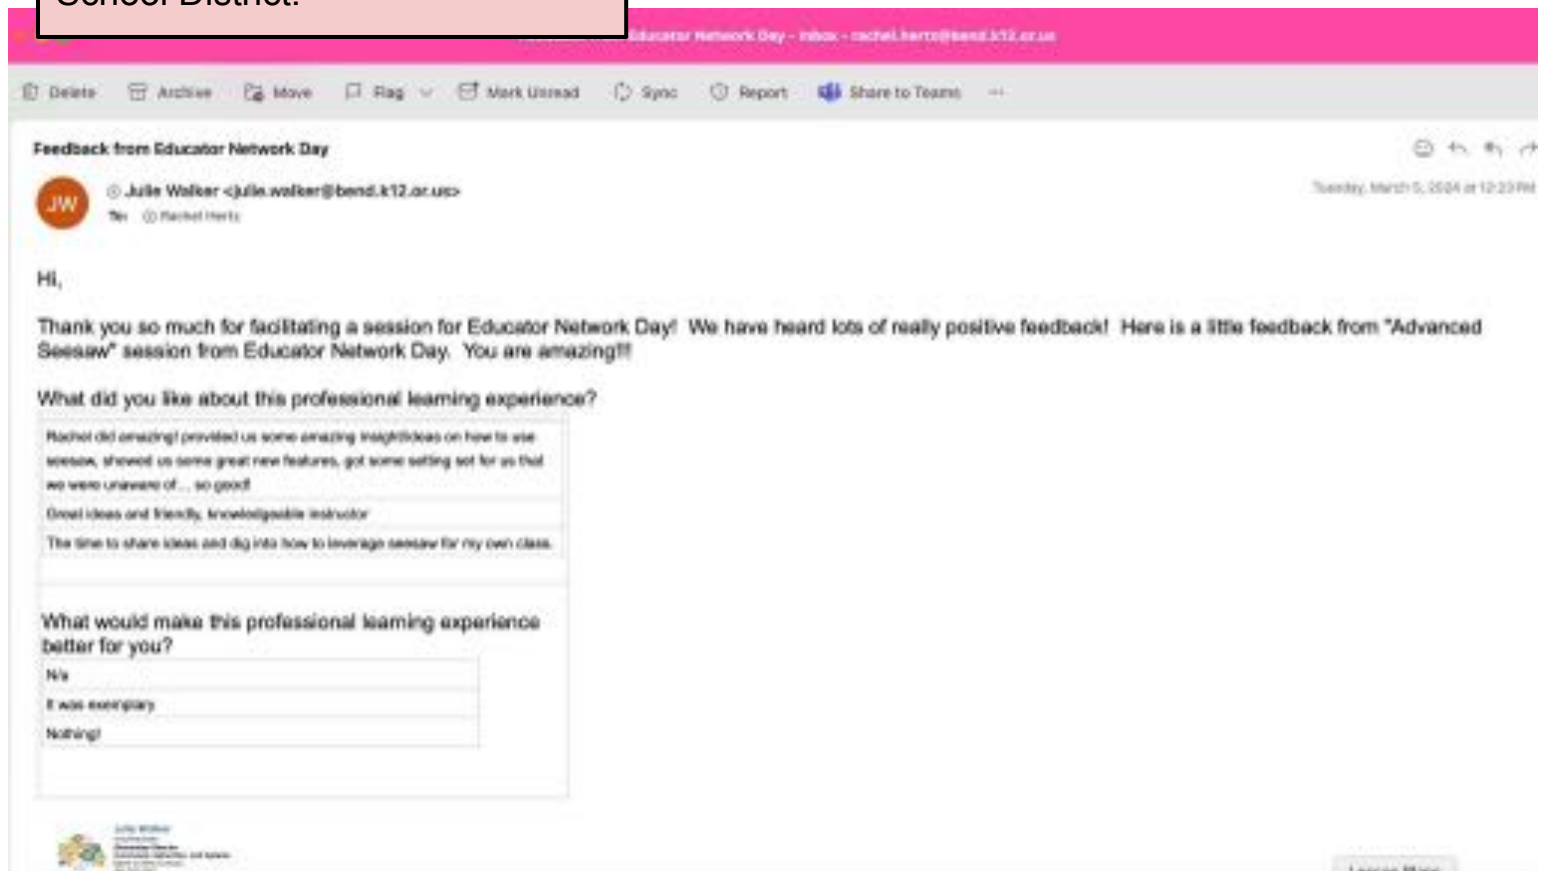 School District.
Educator Network Day - Inbox - rachel.hertz@bend.k12.or.us
Delete Archive Move Flag Mark Unread Sync Report Share to Teams ...
Feedback from Educator Network Day
JW
Julie Walker <julie.walker@bend.k12.or.us>
Tuesday, March 5, 2024 at 12:23 PM
To: Rachel Hertz
Hi,
Thank you so much for facilitating a session for Educator Network Day! We have heard lots of really positive feedback! Here is a little feedback from "Advanced
Seesaw" session from Educator Network Day. You are amazing!!!
What did you like about this professional learning experience?
Rachel did amazing! provided us some amazing insight/ideas on how to use
seesaw, showed us some great new features, got some setting set for us that
we were unaware of... so good!
Great ideas and friendly, knowledgeable instructor
The time to share ideas and dig into how to leverage seesaw for my own class.
What would make this professional learning experience
better for you?
N/a
It was exemplary
Nothing!
Julie Walker